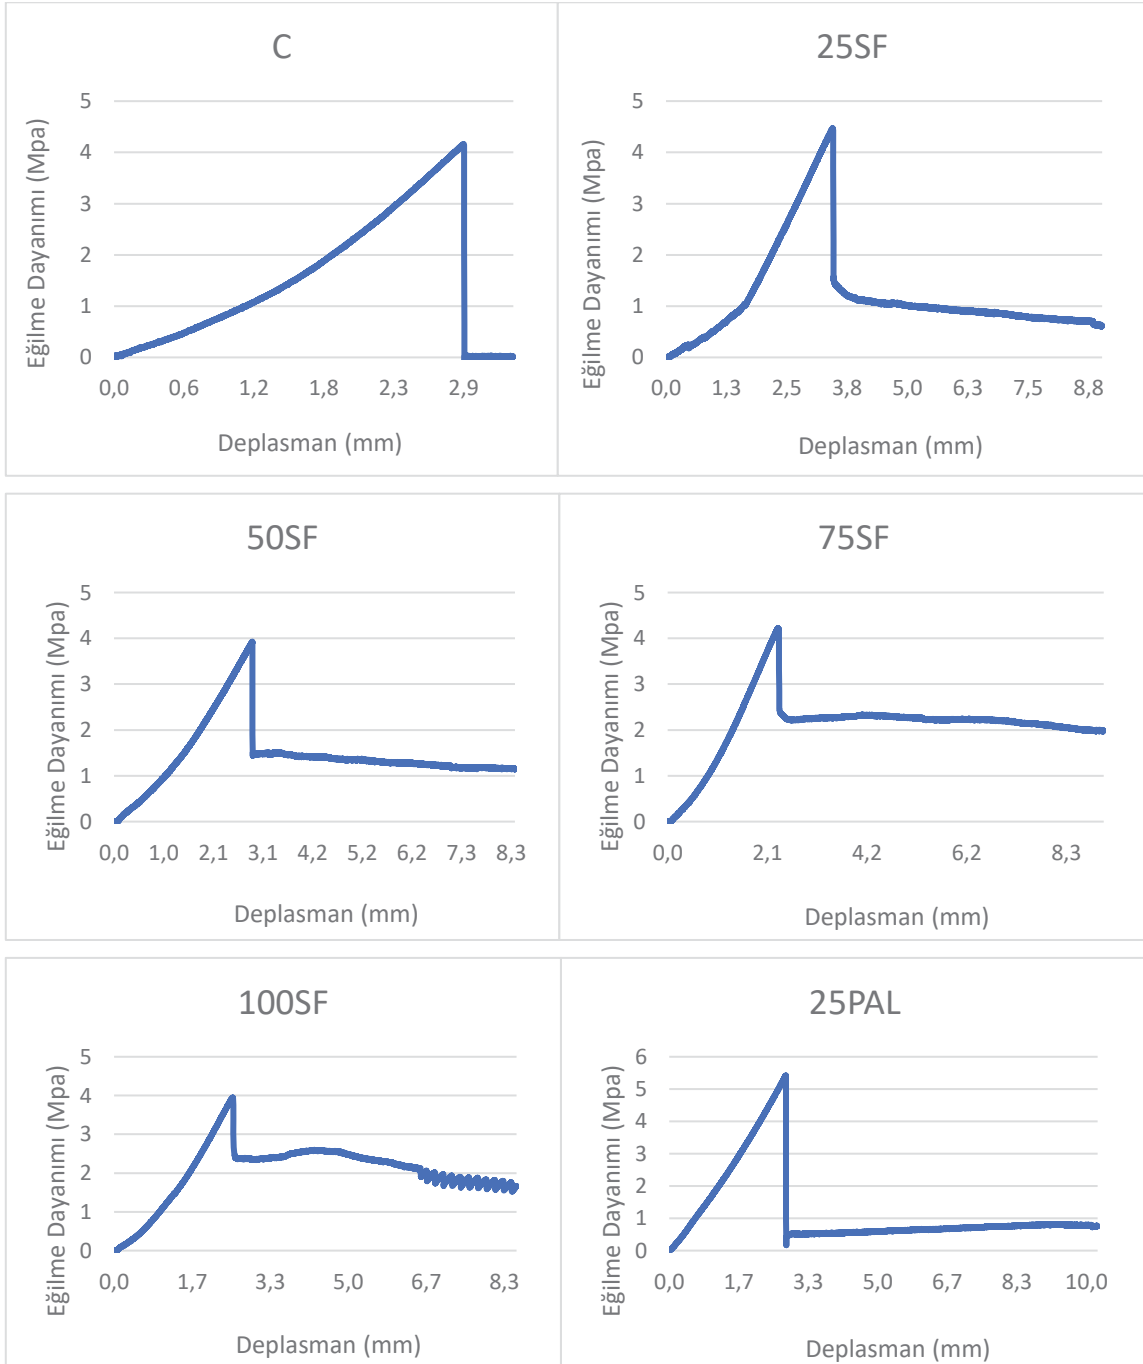 C
Eğilme Dayanımı (Mpa)
5
4
3
2
1
0
0,0 0,6 1,2 1,8 2,3 2,9
Deplasman (mm)
25SF
Eğilme Dayanımı (Mpa)
5
4
3
2
1
0
0,0 1,3 2,5 3,8 5,0 6,3 7,5 8,8
Deplasman (mm)
50SF
Eğilme Dayanımı (Mpa)
5
4
3
2
1
0
0,0 1,0 2,1 3,1 4,2 5,2 6,2 7,3 8,3
Deplasman (mm)
75SF
Eğilme Dayanımı (Mpa)
5
4
3
2
1
0
0,0 2,1 4,2 6,2 8,3
Deplasman (mm)
100SF
Eğilme Dayanımı (Mpa)
5
4
3
2
1
0
0,0 1,7 3,3 5,0 6,7 8,3
Deplasman (mm)
25PAL
Eğilme Dayanımı (Mpa)
6
5
4
3
2
1
0
0,0 1,7 3,3 5,0 6,7 8,3 10,0
Deplasman (mm)